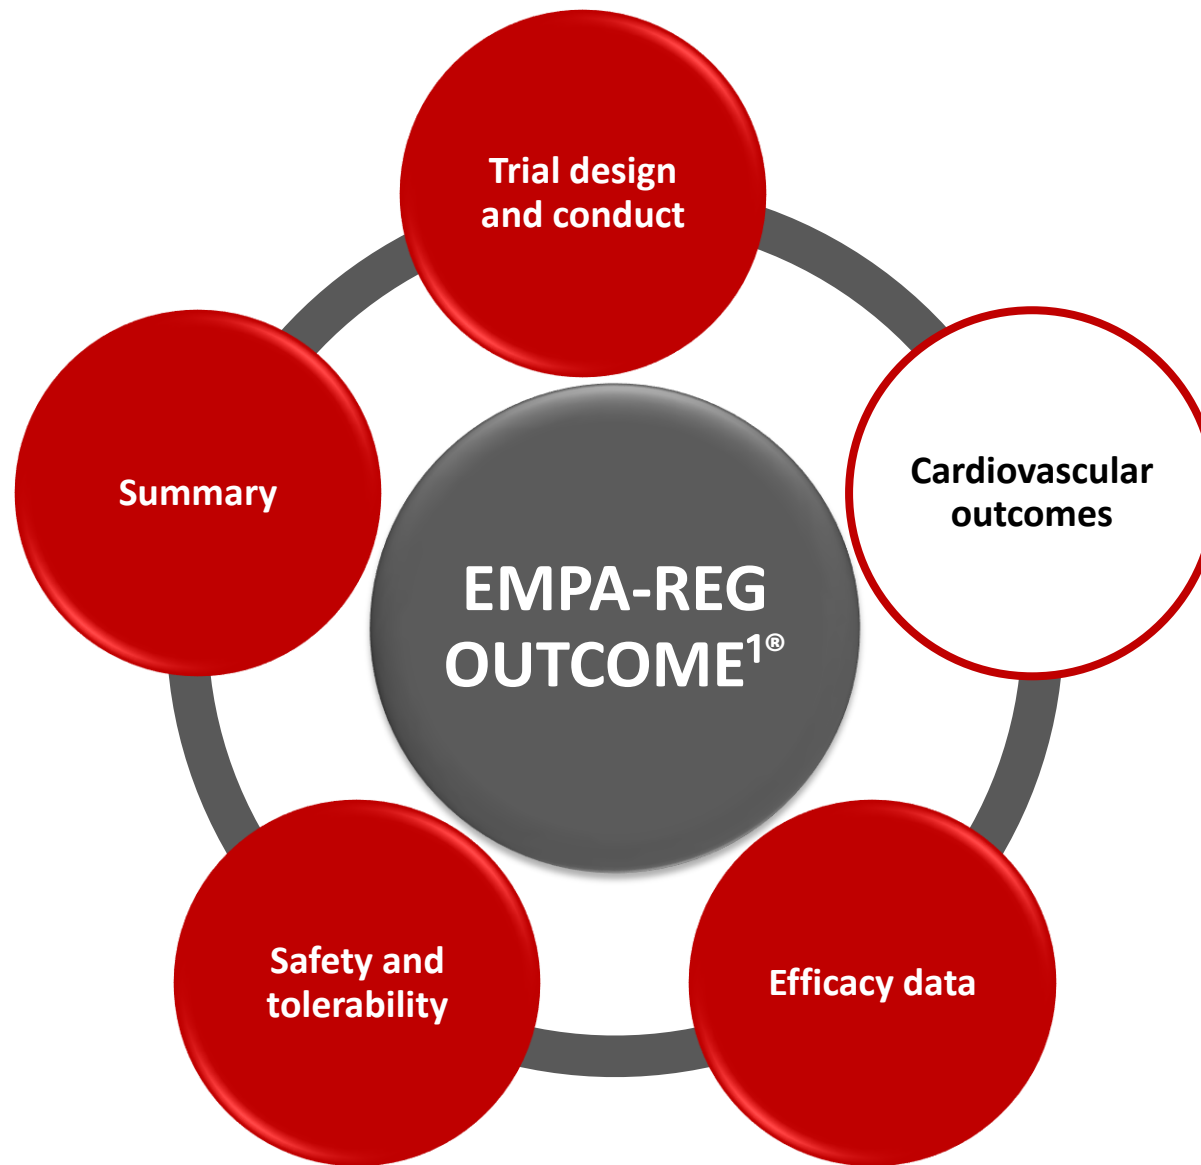 Trial design
and conduct
Cardiovascular
outcomes
Summary
EMPA-REG
OUTCOME¹®
Safety and
tolerability
Efficacy data